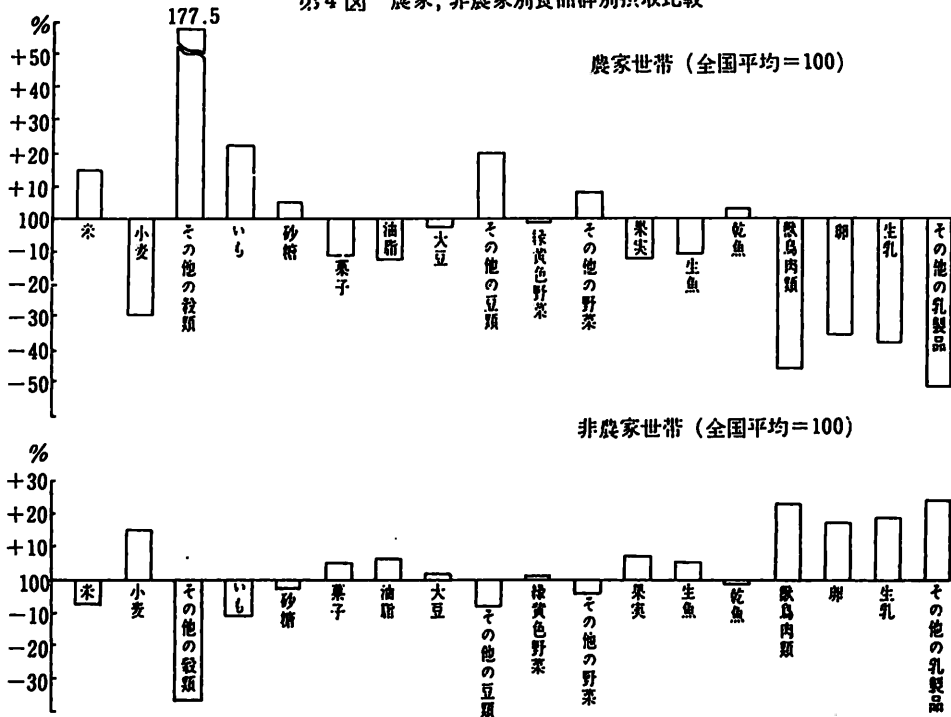 第4図 農家,非農家別食品群別摂取比較
177.5
%
農家世帯 (全国平均=100)
+50
+40
+30
+20
+10
100
-10
-20
-30
-40
-50
米
小麦
その他の穀類
いも
砂糖
菓子
油脂
大豆
その他の豆類
緑黄色野菜
その他の野菜
果実
生魚
乾魚
獣鳥肉類
卵
生乳
その他の乳製品
非農家世帯 (全国平均=100)
%
+30
+20
+10
100
-10
-20
-30
米
小麦
その他の穀類
いも
砂糖
菓子
油脂
大豆
その他の豆類
緑黄色野菜
その他の野菜
果実
生魚
乾魚
獣鳥肉類
卵
生乳
その他の乳製品